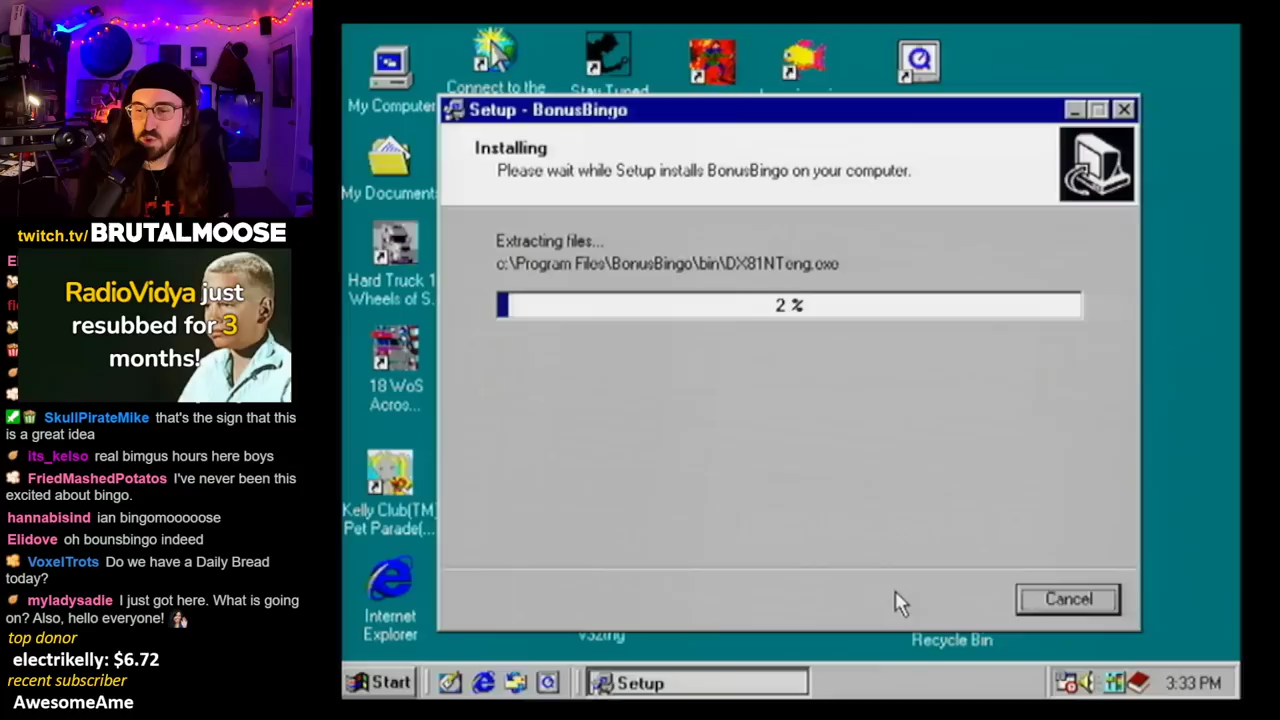 twitch.tv/BRUTALMOOSE
RadioVidya just
resubbed for 3
months!
SkullPirateMike that's the sign that this
is a great idea
its_kelso real bimgus hours here boys
FriedMashedPotatos I've never been this
excited about bingo.
hannabisind ian bingomooooose
Elidove oh bounsbingo indeed
VoxelTrots Do we have a Daily Bread
today?
myladysadie I just got here. What is going
on? Also, hello everyone!
top donor
electrikelly: $6.72
recent subscriber
AwesomeAme
My Computer
Connect to the
Stay Tuned
My Document
Hard Truck 1
Wheels of S..
18 WoS
Acros...
Kelly Club(TM)
Pet Parade(...
Internet
Explorer
Setup - BonusBingo
Installing
Please wait while Setup installs BonusBingo on your computer.
Extracting files...
c:\Program Files\BonusBingo\bin\DX81NTeng.exe
2 %
Cancel
Recycle Bin
Start
Setup
3:33 PM